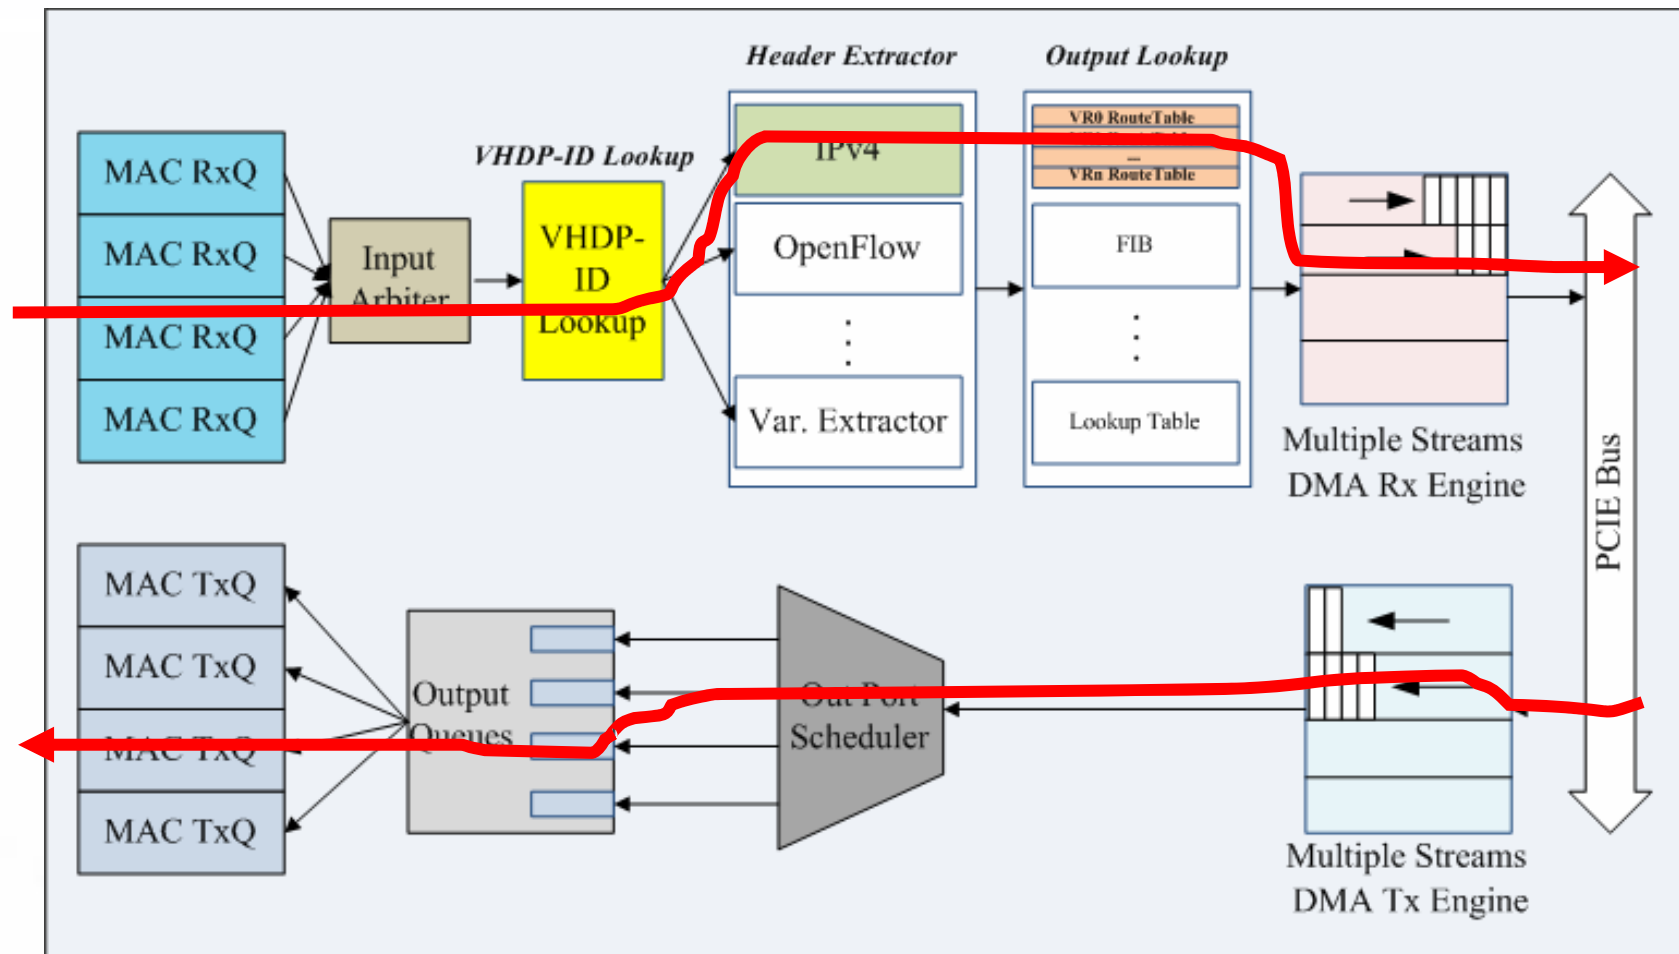 Header Extractor
Output Lookup
VHDP-ID Lookup
MAC RxQ
MAC RxQ
MAC RxQ
MAC RxQ
Input
Arbiter
VHDP-
ID
Lookup
IPv4
OpenFlow
Var. Extractor
VR0 RouteTable
...
VRn RouteTable
FIB
Lookup Table
Multiple Streams
DMA Rx Engine
PCIE Bus
MAC TxQ
MAC TxQ
MAC TxQ
MAC TxQ
Output
Queues
Out Port
Scheduler
Multiple Streams
DMA Tx Engine